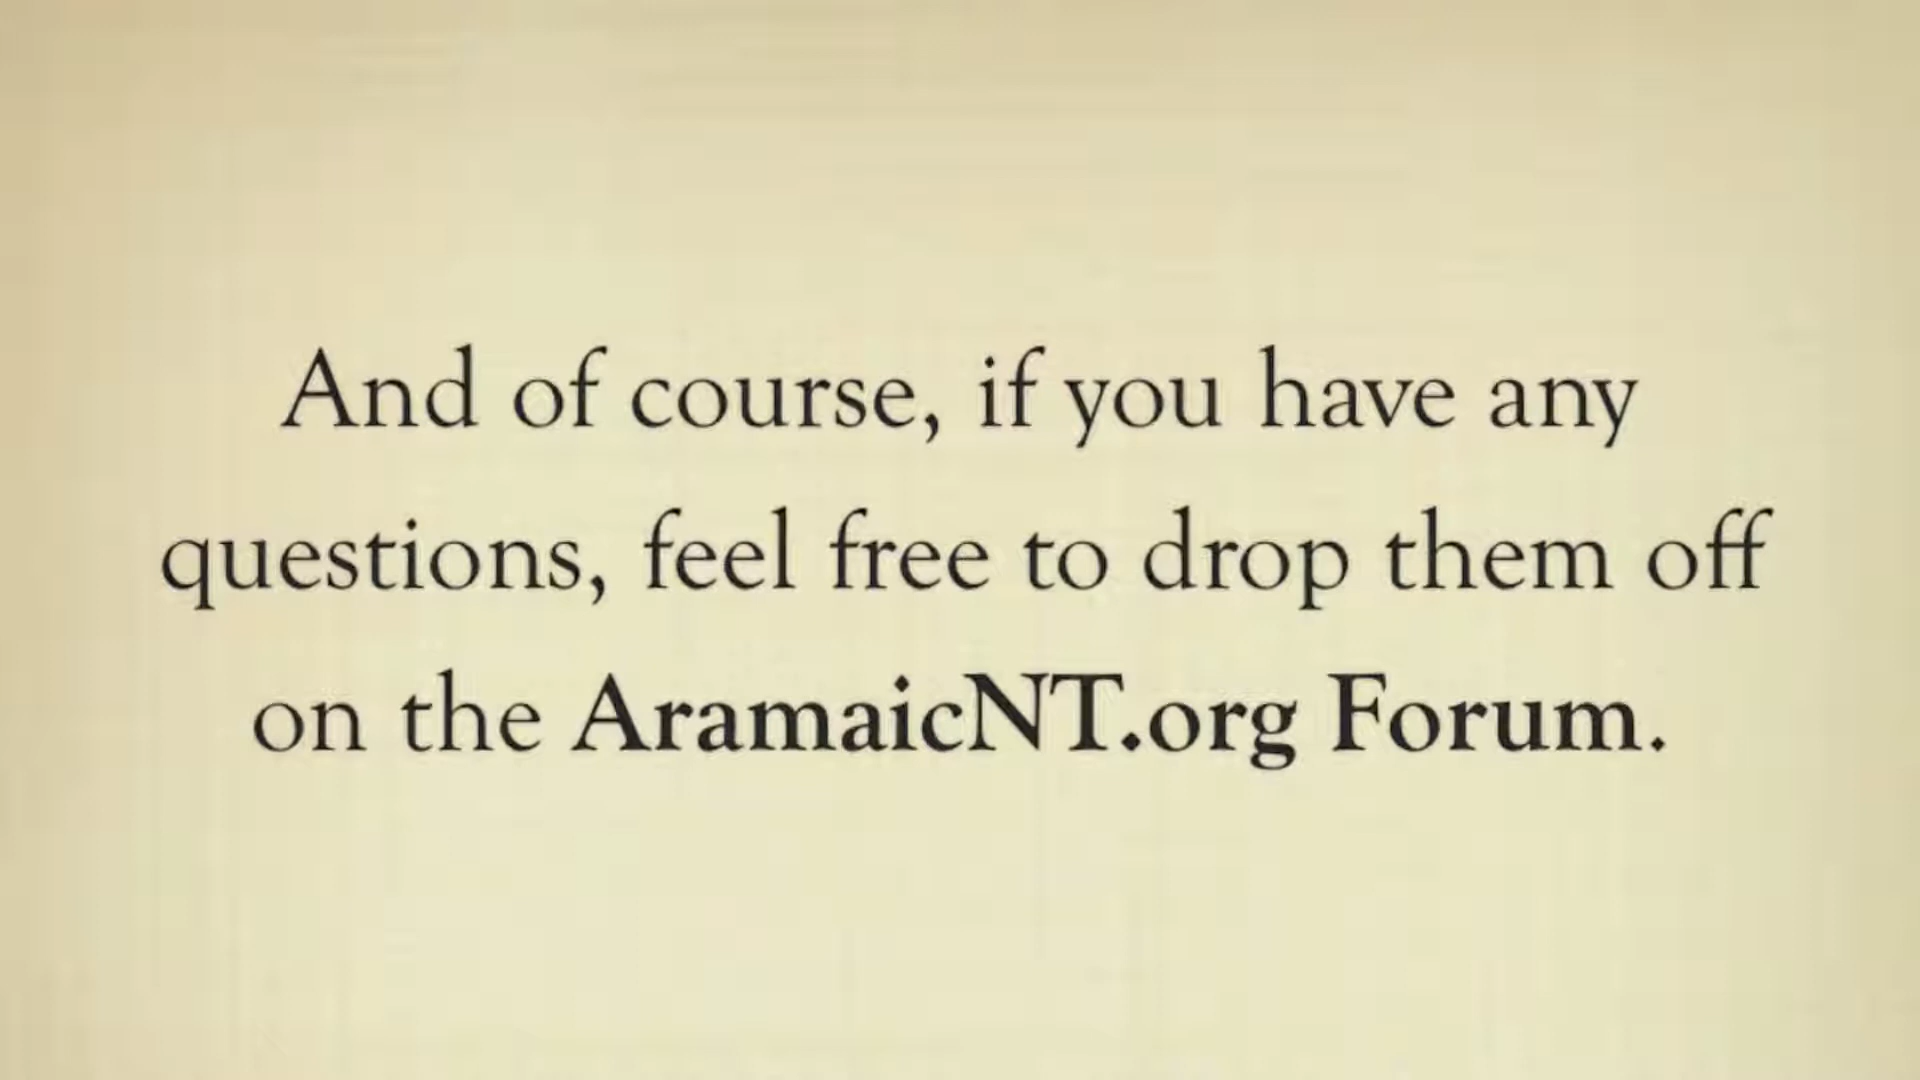 And of course, if you have any
questions, feel free to drop them off
on the AramaicNT.org Forum.